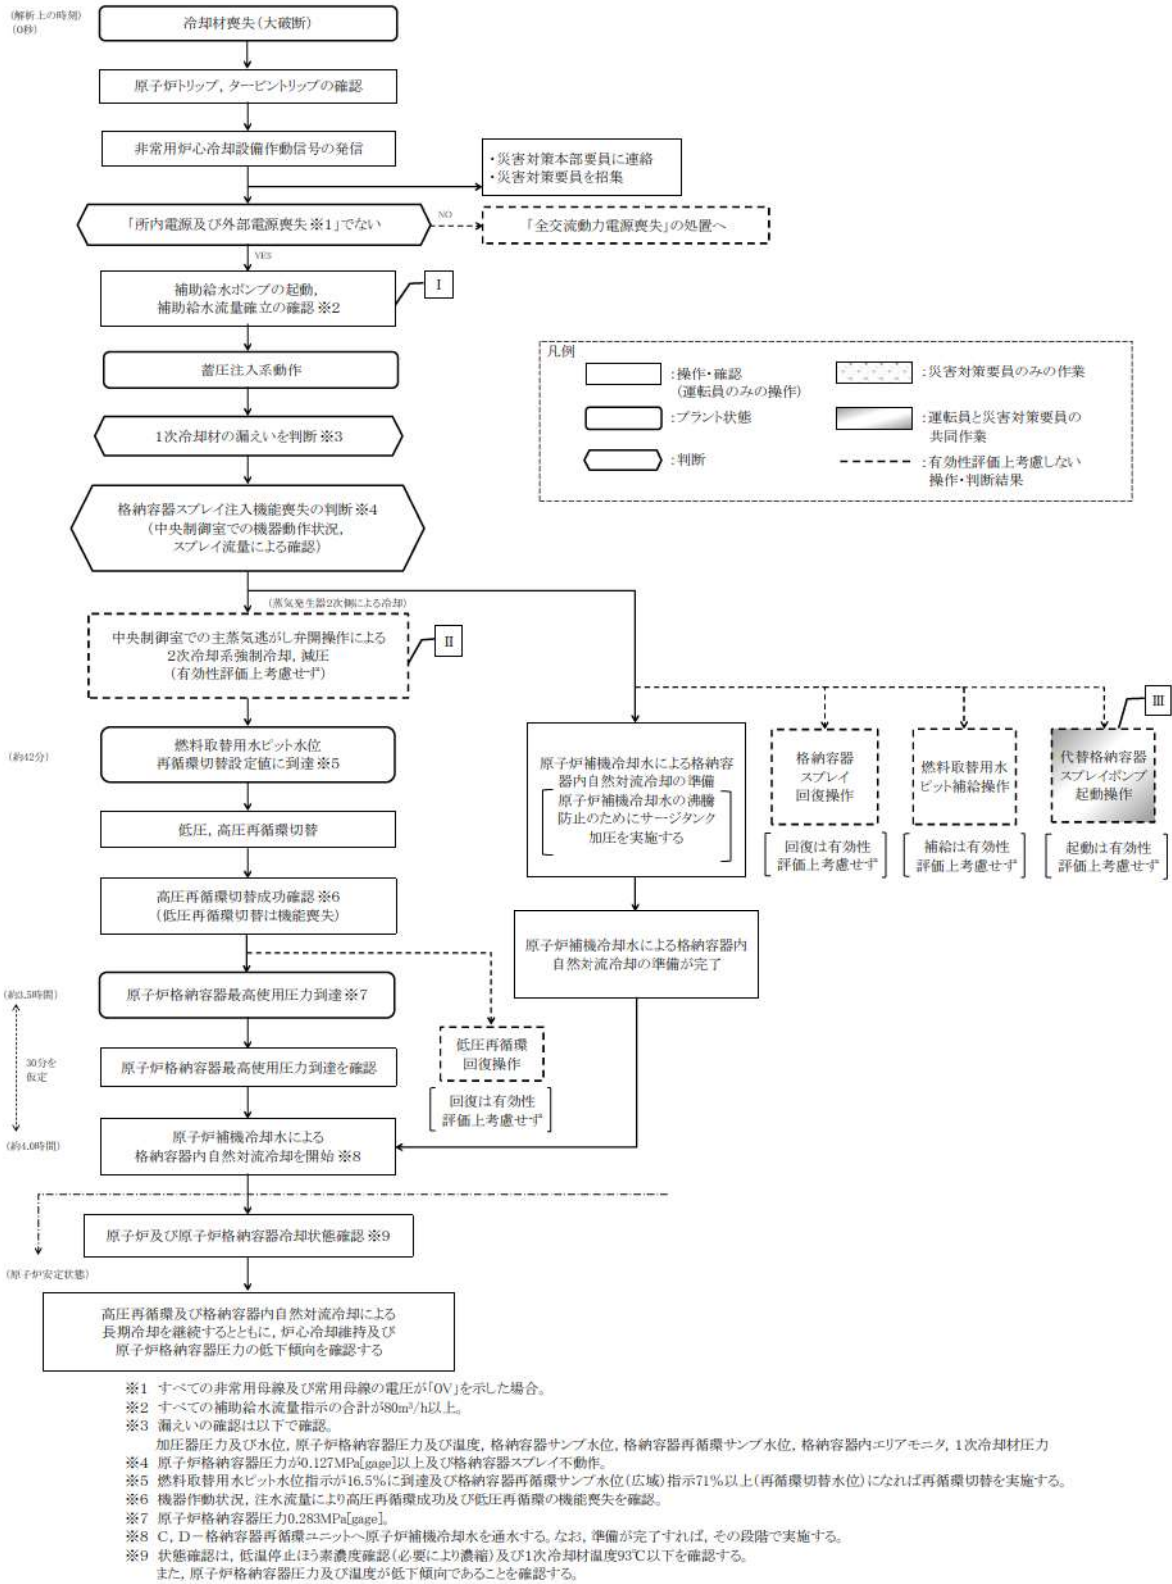 (解析上の時刻)
(0秒)
冷却材喪失(大破断)
原子炉トリップ，タービントリップの確認
非常用炉心冷却設備作動信号の発信
・災害対策本部要員に連絡
・災害対策要員を招集
「所内電源及び外部電源喪失※1」でない
NO
「全交流動力電源喪失」の処置へ
YES
補助給水ポンプの起動，
補助給水流量確立の確認※2
I
蓄圧注入系動作
1次冷却材の漏えいを判断※3
格納容器スプレイ注入機能喪失の判断※4
(中央制御室での機器動作状況，
スプレイ流量による確認)
凡例
:操作・確認
(運転員のみの操作)
:プラント状態
:判断
:災害対策要員のみの作業
:運転員と災害対策要員の
共同作業
:有効性評価上考慮しない
操作・判断結果
(蒸気発生器2次側による冷却)
中央制御室での主蒸気逃がし弁開操作による
2次冷却系強制冷却，減圧
(有効性評価上考慮せず)
II
III
(約42分)
燃料取替用水ピット水位
再循環切替設定値に到達※5
低圧，高圧再循環切替
高圧再循環切替成功確認※6
(低圧再循環切替は機能喪失)
原子炉補機冷却水による格納容
器内自然対流冷却の準備
原子炉補機冷却水の沸騰
防止のためにサージタンク
加圧を実施する
格納容器
スプレイ
回復操作
回復は有効性
評価上考慮せず
燃料取替用水
ピット補給操作
補給は有効性
評価上考慮せず
代替格納容器
スプレイポンプ
起動操作
起動は有効性
評価上考慮せず
原子炉補機冷却水による格納容器内
自然対流冷却の準備が完了
(約3.5時間)
原子炉格納容器最高使用圧力到達※7
30分を
仮定
原子炉格納容器最高使用圧力到達を確認
低圧再循環
回復操作
回復は有効性
評価上考慮せず
(約4.0時間)
原子炉補機冷却水による
格納容器内自然対流冷却を開始※8
原子炉及び原子炉格納容器冷却状態確認※9
(原子炉安定状態)
高圧再循環及び格納容器内自然対流冷却による
長期冷却を継続するとともに，炉心冷却維持及び
原子炉格納容器圧力の低下傾向を確認する
※1 すべての非常用母線及び常用母線の電圧が「0V」を示した場合。
※2 すべての補助給水流量指示の合計が80m³/h以上。
※3 漏えいの確認は以下で確認。
加圧器圧力及び水位，原子炉格納容器圧力及び温度，格納容器サンプ水位，格納容器再循環サンプ水位，格納容器内エリアモニタ，1次冷却材圧力
※4 原子炉格納容器圧力が0.127MPa[gage]以上及び格納容器スプレイ不動作。
※5 燃料取替用水ピット水位指示が16.5%に到達及び格納容器再循環サンプ水位(広域)指示71%以上(再循環切替水位)になれば再循環切替を実施する。
※6 機器作動状況，注水流量により高圧再循環成功及び低圧再循環の機能喪失を確認。
※7 原子炉格納容器圧力0.283MPa[gage]。
※8 C，D－格納容器再循環ユニットへ原子炉補機冷却水を通水する。なお，準備が完了すれば，その段階で実施する。
※9 状態確認は，低温停止ほう素濃度確認(必要により濃縮)及び1次冷却材温度93℃以下を確認する。
また，原子炉格納容器圧力及び温度が低下傾向であることを確認する。